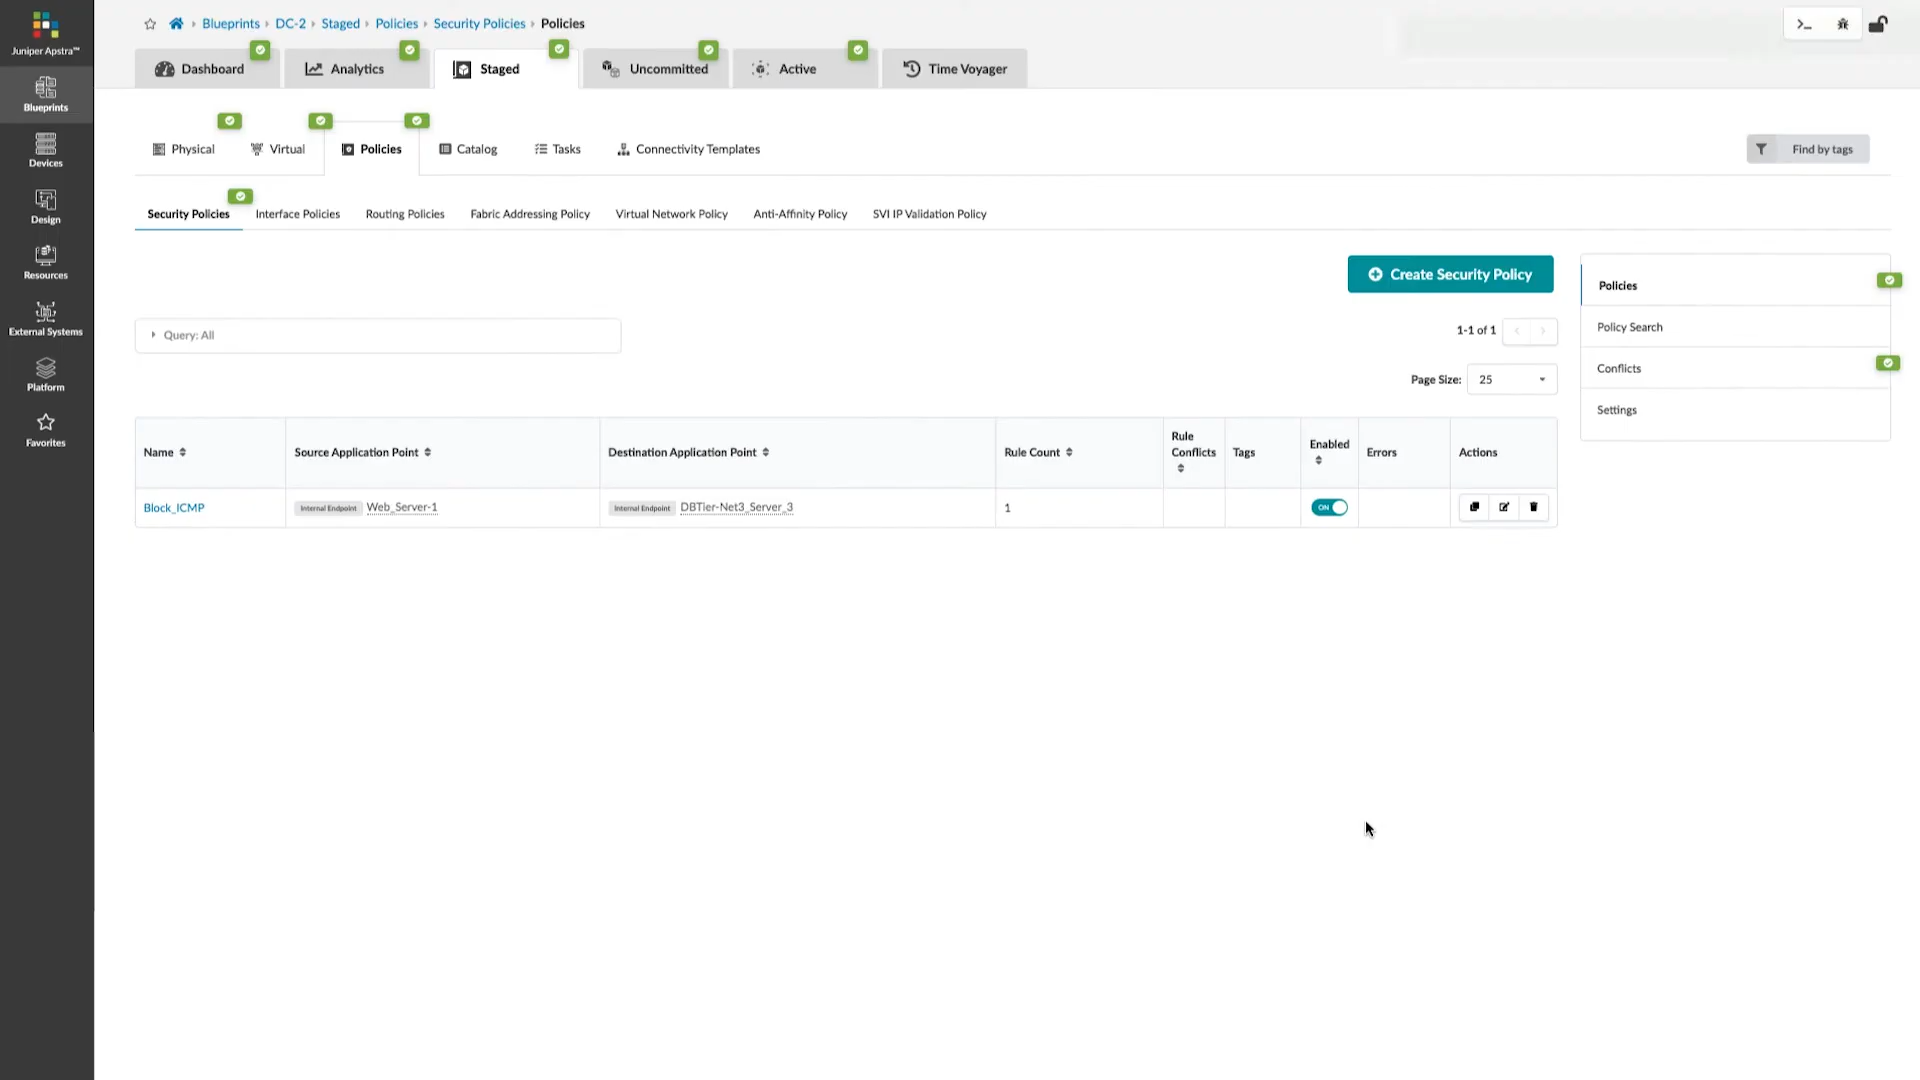 Juniper Apstra™
Blueprints
Devices
Design
Resources
External Systems
Platform
Favorites
Blueprints › DC-2 › Staged › Policies › Security Policies › Policies
>_
Dashboard
Analytics
Staged
Uncommitted
Active
Time Voyager
Physical
Virtual
Policies
Catalog
Tasks
Connectivity Templates
Find by tags
Security Policies
Interface Policies
Routing Policies
Fabric Addressing Policy
Virtual Network Policy
Anti-Affinity Policy
SVI IP Validation Policy
Create Security Policy
Query: All
1-1 of 1
Page Size: 25
Name
Source Application Point
Destination Application Point
Rule Count
Rule
Conflicts
Tags
Enabled
Errors
Actions
Block_ICMP
Internal Endpoint Web_Server-1
Internal Endpoint DBTier-Net3_Server_3
1
ON
Policies
Policy Search
Conflicts
Settings